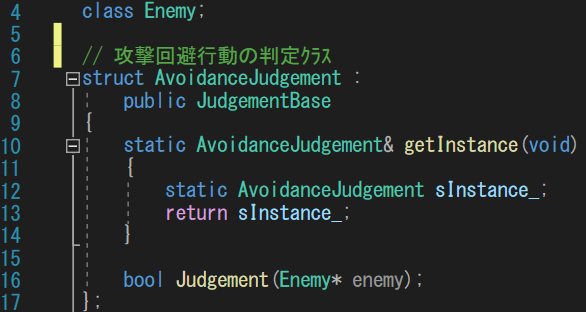 4 class Enemy;
5
6 // 攻撃回避行動の判定ｸﾗｽ
7 struct AvoidanceJudgement :
8 public JudgementBase
9 {
10 static AvoidanceJudgement& getInstance(void)
11 {
12 static AvoidanceJudgement sInstance_;
13 return sInstance_;
14 }
15
16 bool Judgement(Enemy* enemy);
17 };